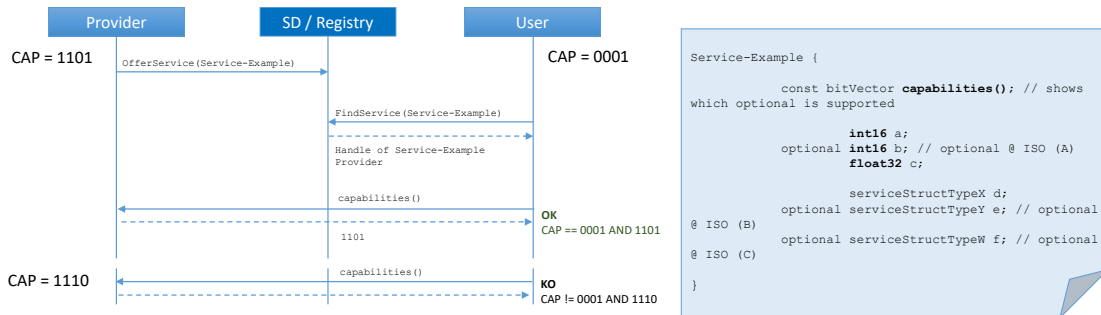 Provider
SD / Registry
User
CAP = 1101
CAP = 0001
OfferService(Service-Example)
FindService(Service-Example)
Handle of Service-Example
Provider
capabilities()
OK
CAP == 0001 AND 1101
1101
CAP = 1110
capabilities()
KO
CAP != 0001 AND 1110
Service-Example {
const bitVector capabilities(); // shows
which optional is supported
int16 a;
optional int16 b; // optional @ ISO (A)
float32 c;
serviceStructTypeX d;
optional serviceStructTypeY e; // optional
@ ISO (B)
optional serviceStructTypeW f; // optional
@ ISO (C)
}